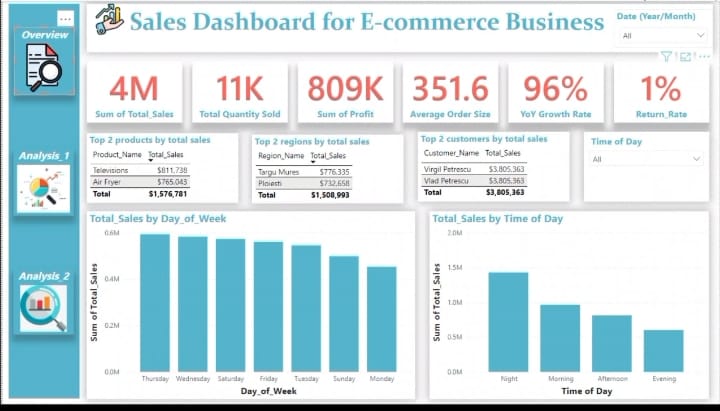 Overview
Analysis_1
Analysis_2
Sales Dashboard for E-commerce Business
Date (Year/Month)
All
4M
Sum of Total_Sales
11K
Total Quantity Sold
809K
Sum of Profit
351.6
Average Order Size
96%
YoY Growth Rate
1%
Return_Rate
Top 2 products by total sales
Product_Name Total_Sales
Televisions $811,738
Air Fryer $765,043
Total $1,576,781
Top 2 regions by total sales
Region_Name Total_Sales
Targu Mures $776,335
Ploiesti $732,658
Total $1,508,993
Top 2 customers by total sales
Customer_Name Total_Sales
Virgil Petrescu $3,805,363
Vlad Petrescu $3,805,363
Total $3,805,363
Time of Day
All
Total_Sales by Day_of_Week
Sum of Total_Sales
0.6M
0.4M
0.2M
0.0M
Thursday Wednesday Saturday Friday Tuesday Sunday Monday
Day_of_Week
Total_Sales by Time of Day
Sum of Total_Sales
2.0M
1.5M
1.0M
0.5M
0.0M
Night Morning Afternoon Evening
Time of Day